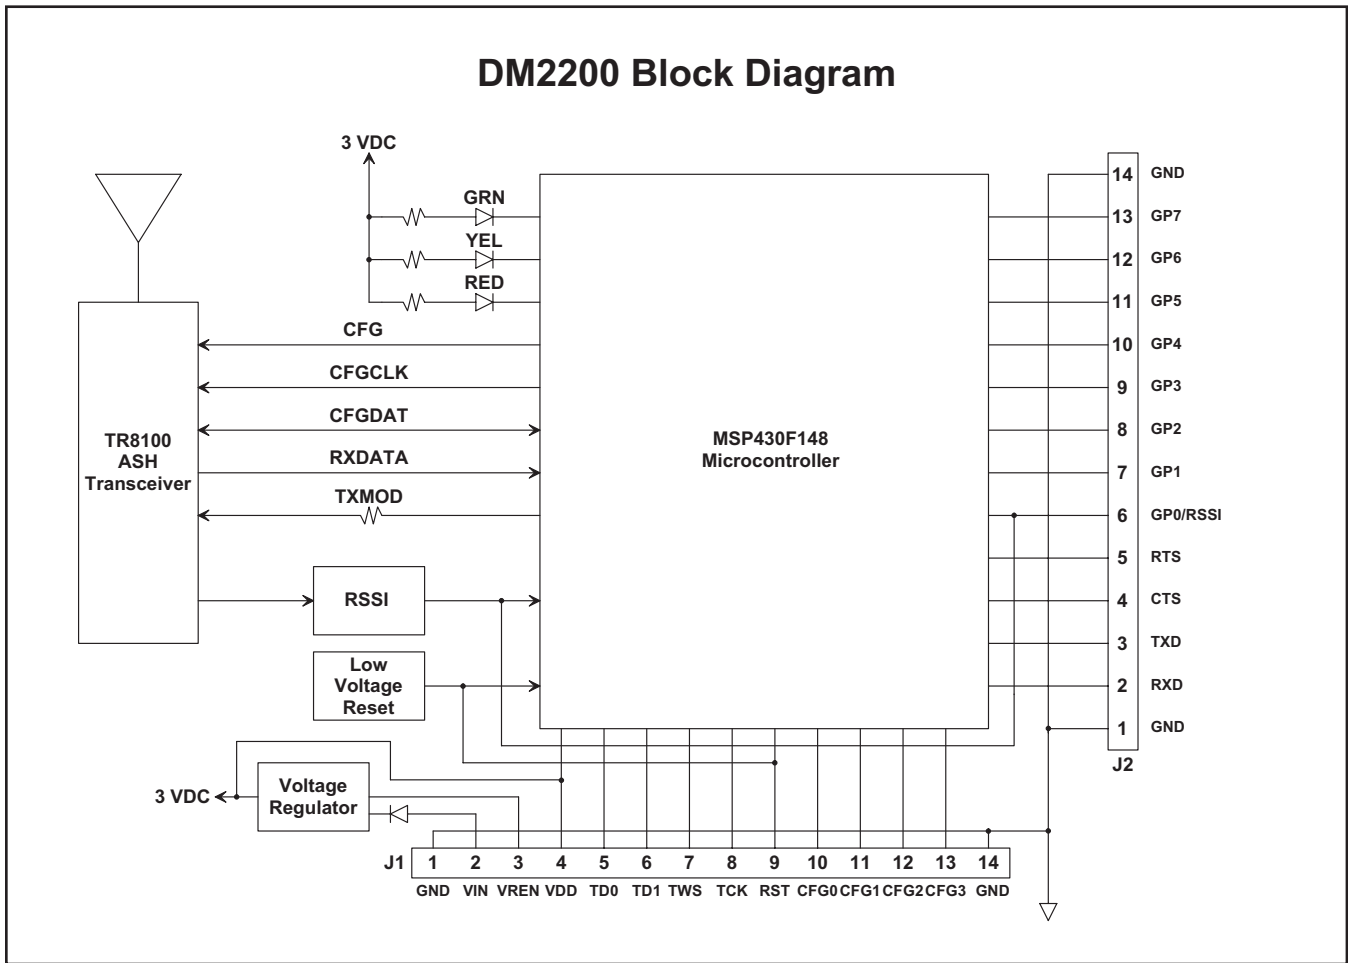 DM2200 Block Diagram
3 VDC
GRN
YEL
RED
CFG
CFGCLK
CFGDAT
RXDATA
TXMOD
TR8100
ASH
Transceiver
RSSI
Low
Voltage
Reset
Voltage
Regulator
3 VDC
MSP430F148
Microcontroller
14 GND
13 GP7
12 GP6
11 GP5
10 GP4
9 GP3
8 GP2
7 GP1
6 GP0/RSSI
5 RTS
4 CTS
3 TXD
2 RXD
1 GND
J2
J1 1 2 3 4 5 6 7 8 9 10 11 12 13 14
GND VIN VREN VDD TD0 TD1 TWS TCK RST CFG0 CFG1 CFG2 CFG3 GND